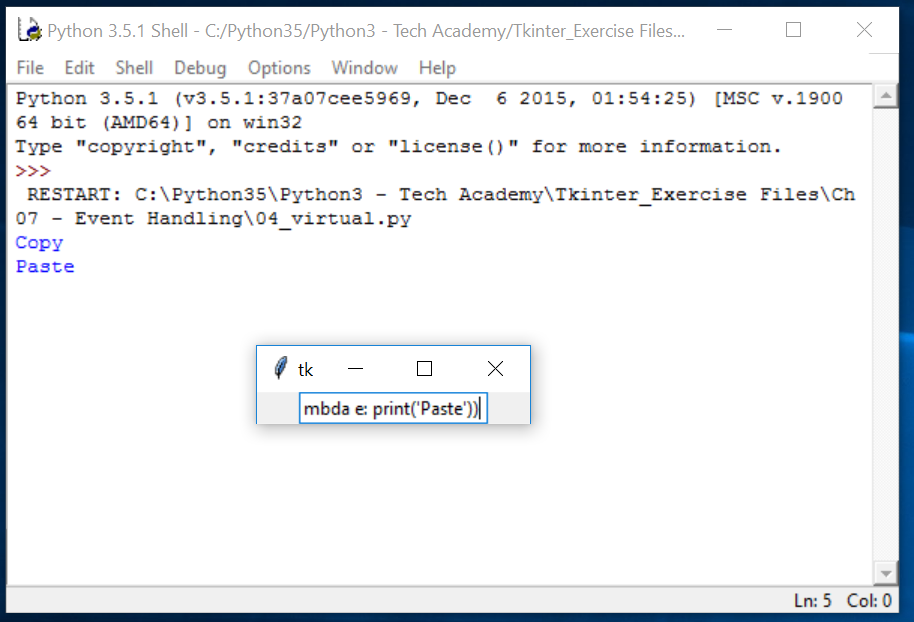 Python 3.5.1 Shell - C:/Python35/Python3 - Tech Academy/Tkinter_Exercise Files...
File Edit Shell Debug Options Window Help
Python 3.5.1 (v3.5.1:37a07cee5969, Dec  6 2015, 01:54:25) [MSC v.1900
64 bit (AMD64)] on win32
Type "copyright", "credits" or "license()" for more information.
>>>
 RESTART: C:\Python35\Python3 - Tech Academy\Tkinter_Exercise Files\Ch
07 - Event Handling\04_virtual.py
Copy
Paste
tk
mbda e: print('Paste'))
Ln: 5 Col: 0